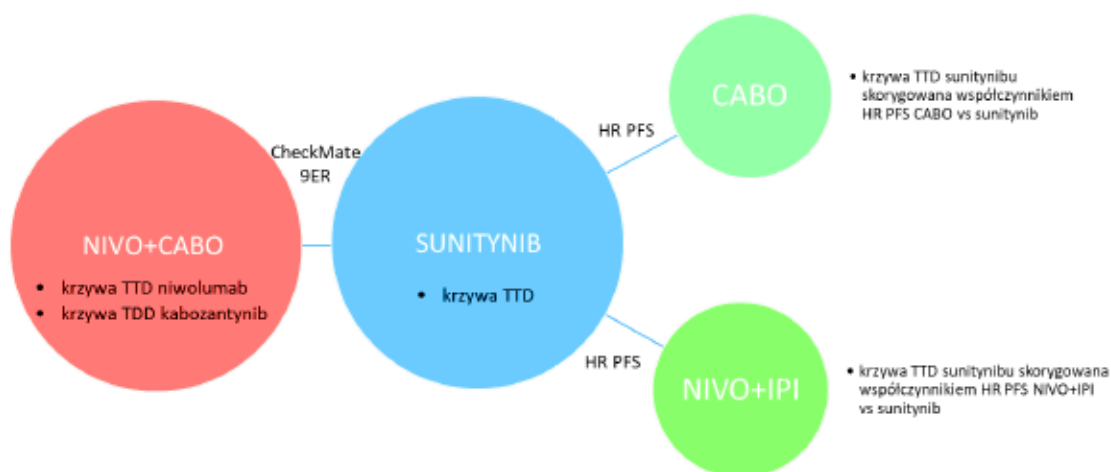 CABO
• krzywa TTD sunitynibu
skorygowana współczynnikiem
HR PFS CABO vs sunitynib
HR PFS
CheckMate
9ER
NIVO+CABO
• krzywa TTD niwolumab
• krzywa TDD kabozantynib
SUNITYNIB
• krzywa TTD
HR PFS
NIVO+IPI
• krzywa TTD sunitynibu skorygowana
współczynnikiem HR PFS NIVO+IPI
vs sunitynib